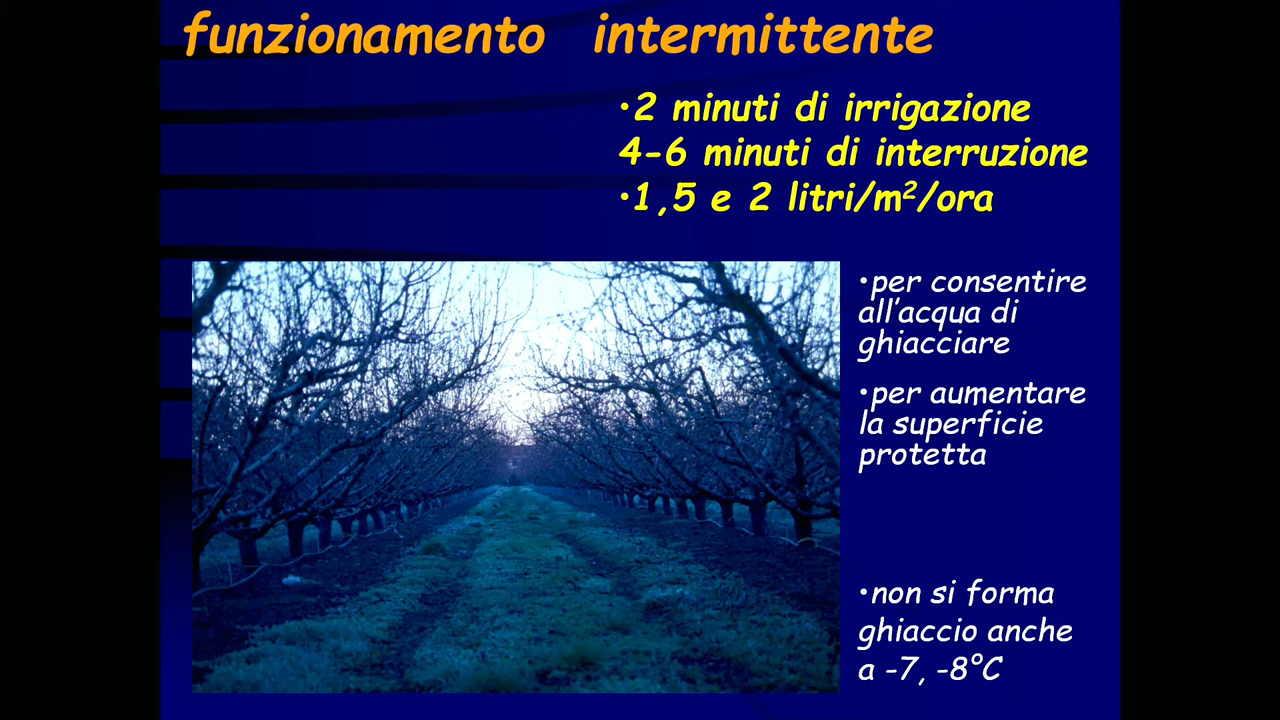 funzionamento intermittente
•2 minuti di irrigazione
4-6 minuti di interruzione
•1,5 e 2 litri/m²/ora
•per consentire
all'acqua di
ghiacciare
•per aumentare
la superficie
protetta
•non si forma
ghiaccio anche
a -7, -8°C